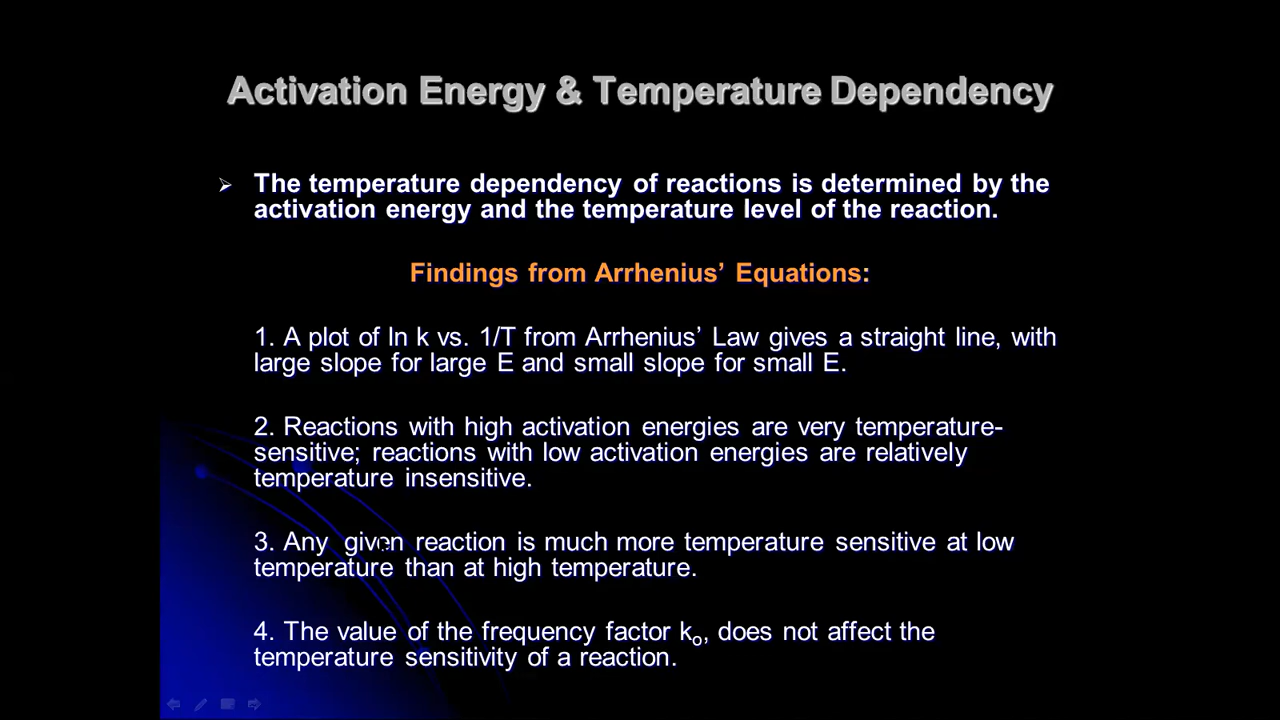 Activation Energy & Temperature Dependency
The temperature dependency of reactions is determined by the
activation energy and the temperature level of the reaction.
Findings from Arrhenius’ Equations:
1. A plot of ln k vs. 1/T from Arrhenius’ Law gives a straight line, with
large slope for large E and small slope for small E.
2. Reactions with high activation energies are very temperature-
sensitive; reactions with low activation energies are relatively
temperature insensitive.
3. Any given reaction is much more temperature sensitive at low
temperature than at high temperature.
4. The value of the frequency factor kₒ, does not affect the
temperature sensitivity of a reaction.